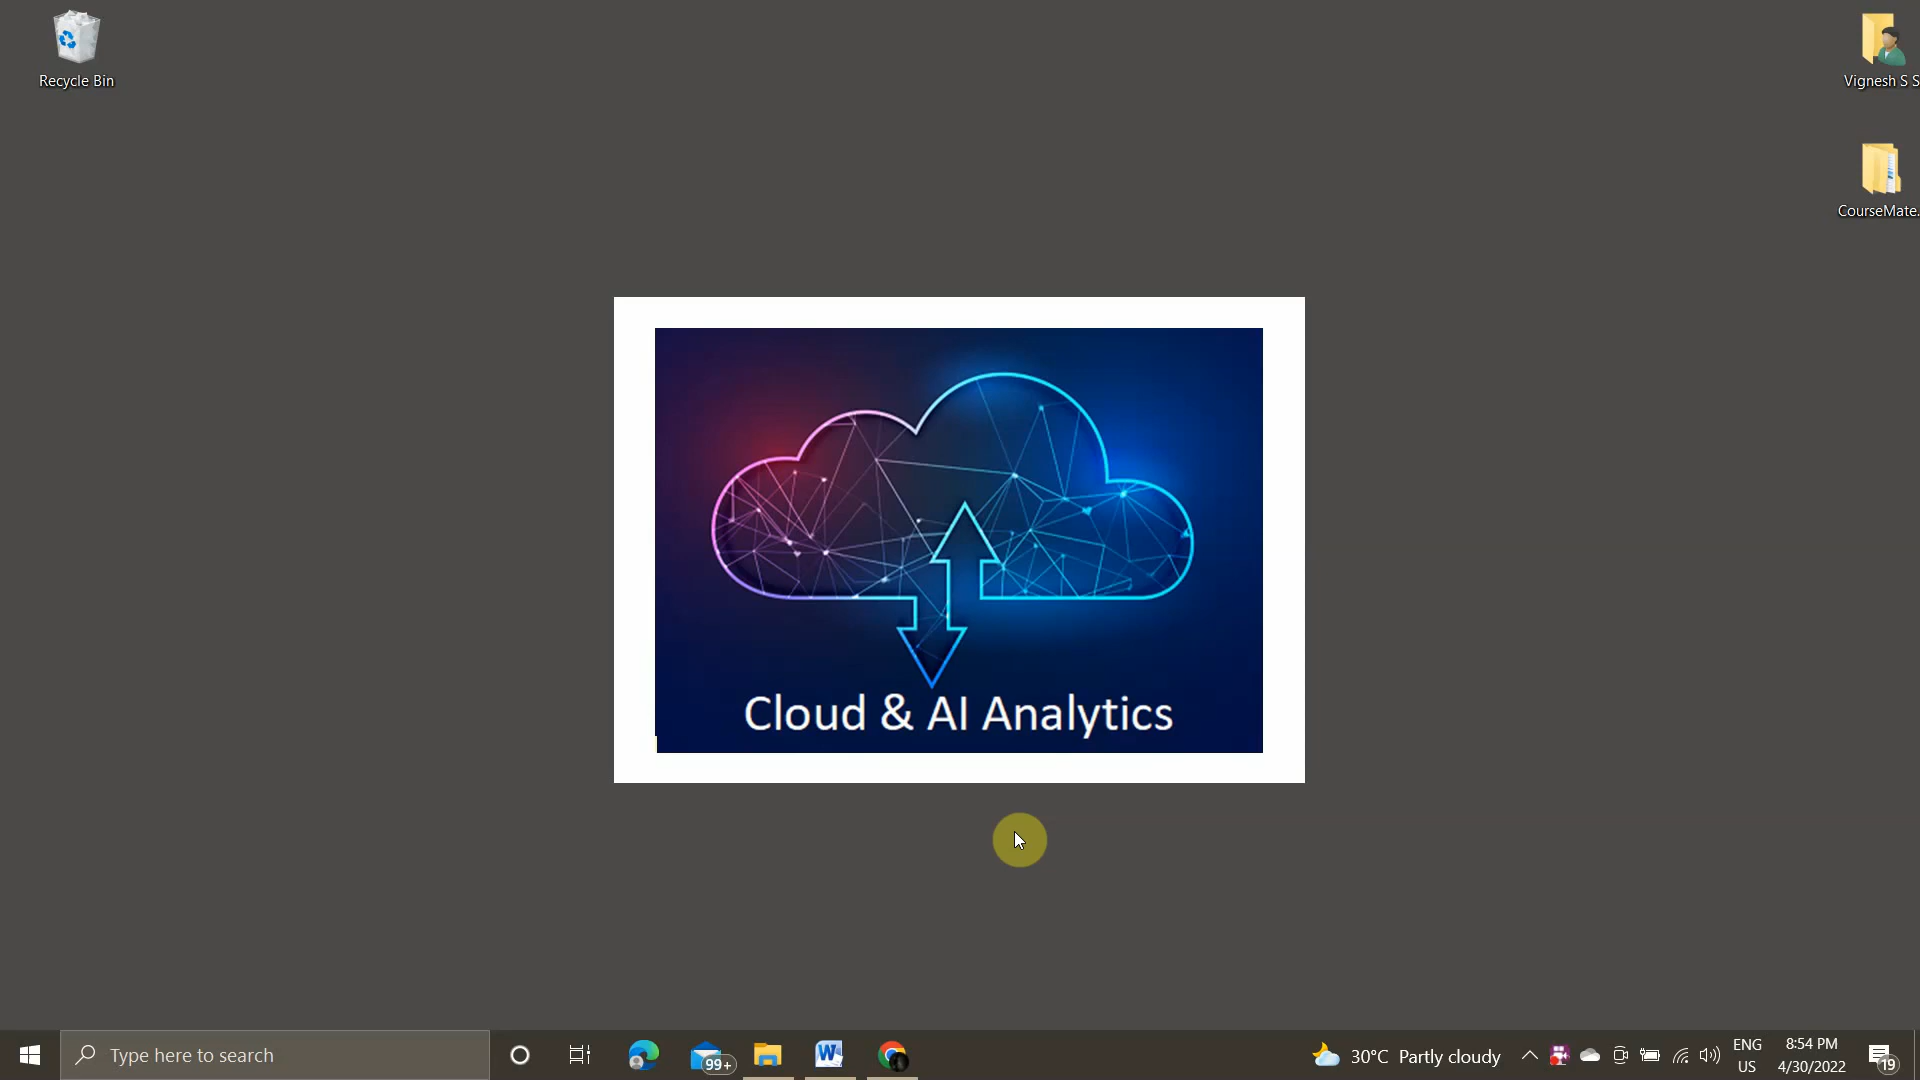 Recycle Bin
Vignesh S S
CourseMate.
Cloud & AI Analytics
Type here to search
99+
30°C Partly cloudy
ENG
US
8:54 PM
4/30/2022
19